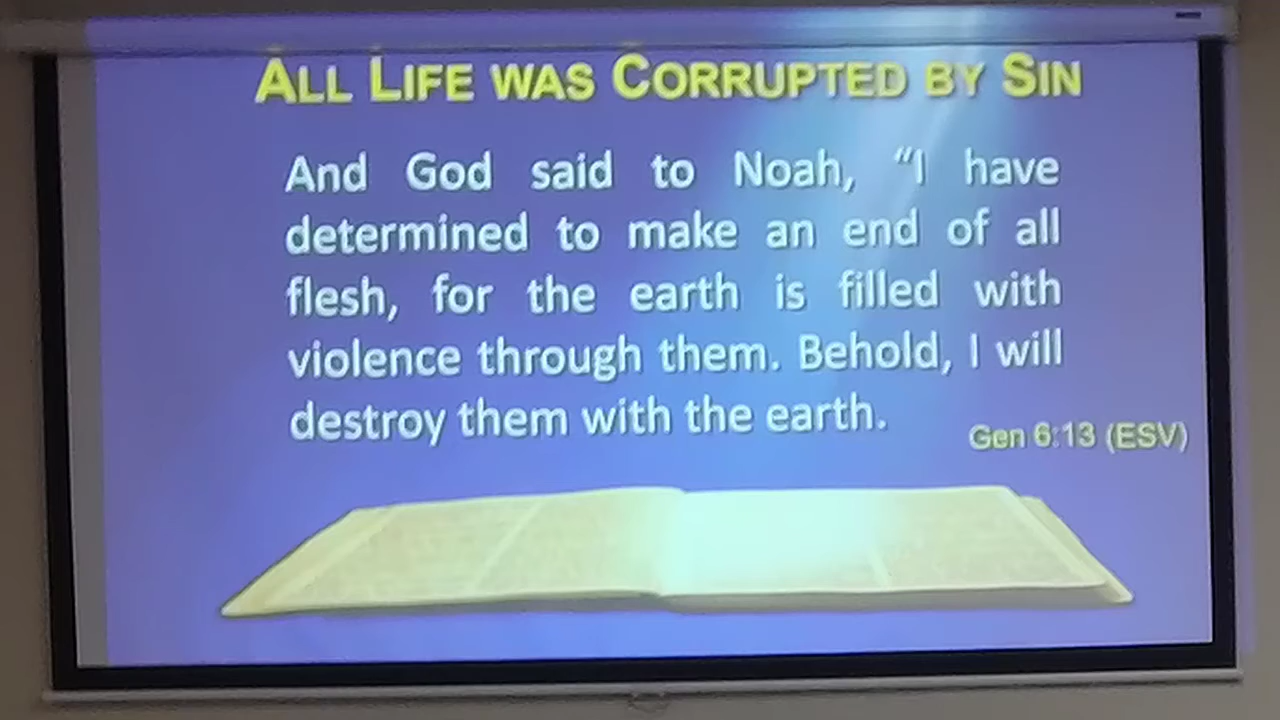 ALL LIFE WAS CORRUPTED BY SIN
And God said to Noah, “I have
determined to make an end of all
flesh, for the earth is filled with
violence through them. Behold, I will
destroy them with the earth.
Gen 6:13 (ESV)